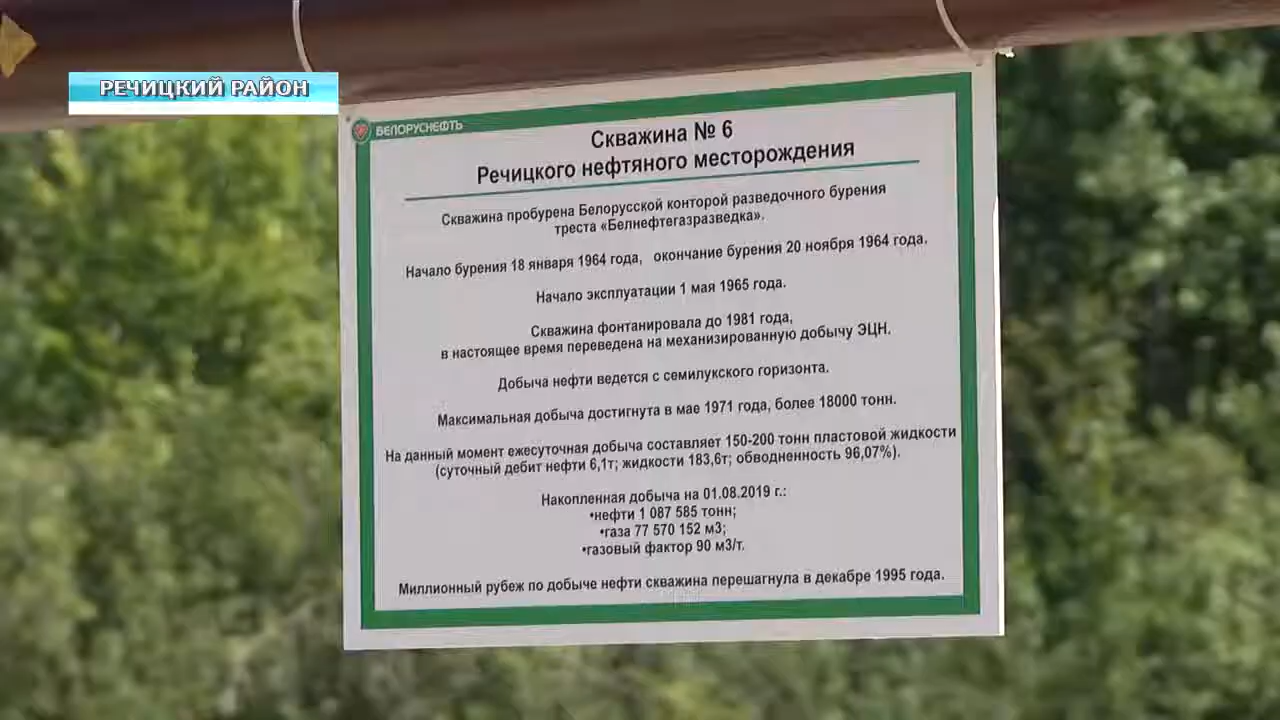 РЕЧИЦКИЙ РАЙОН
БЕЛОРУСНЕФТЬ
Скважина № 6
Речицкого нефтяного месторождения
Скважина пробурена Белорусской конторой разведочного бурения
треста «Белнефтегазразведка».
Начало бурения 18 января 1964 года, окончание бурения 20 ноября 1964 года.
Начало эксплуатации 1 мая 1965 года.
Скважина фонтанировала до 1981 года,
в настоящее время переведена на механизированную добычу ЭЦН.
Добыча нефти ведется с семилукского горизонта.
Максимальная добыча достигнута в мае 1971 года, более 18000 тонн.
На данный момент ежесуточная добыча составляет 150-200 тонн пластовой жидкости
(суточный дебит нефти 6,1т; жидкости 183,6т; обводненность 96,07%).
Накопленная добыча на 01.08.2019 г.:
•нефти 1 087 585 тонн;
•газа 77 570 152 м3;
•газовый фактор 90 м3/т.
Миллионный рубеж по добыче нефти скважина перешагнула в декабре 1995 года.